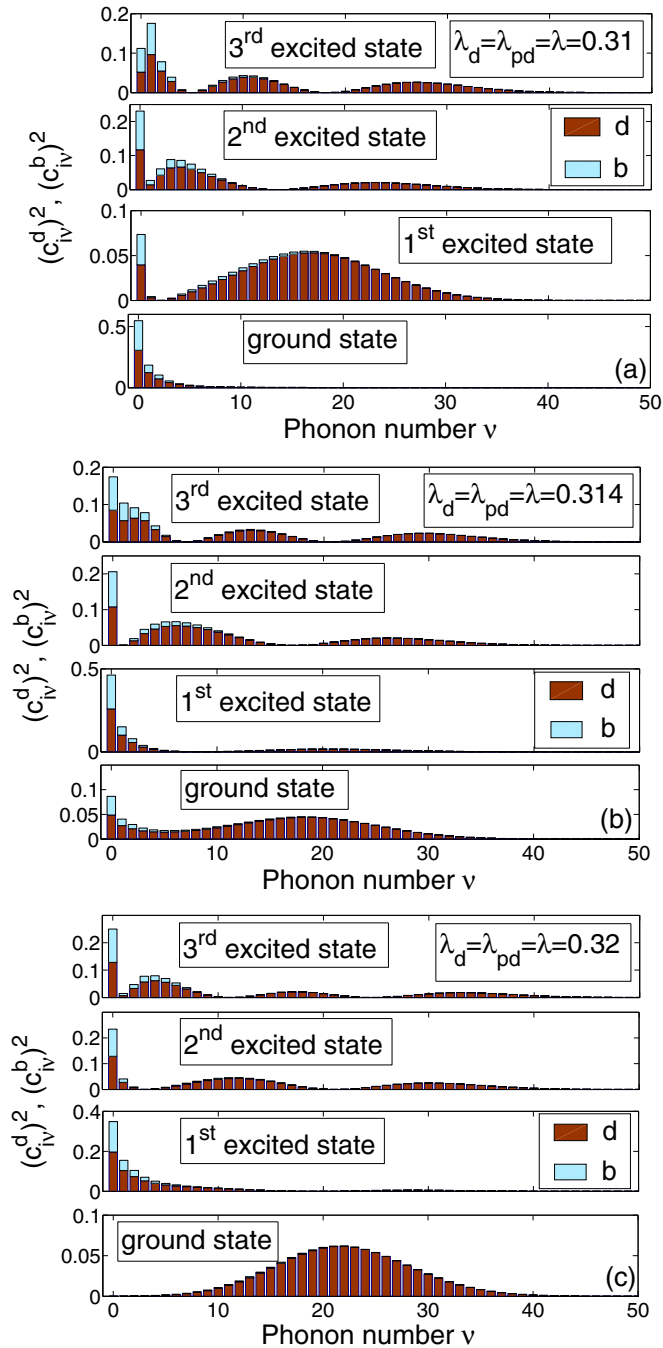 0.2
3rd excited state
λd=λpd=λ=0.31
0.1
0
0.2
2nd excited state
d
0.1
b
0
(c^d_iν)^2 , (c^b_iν)^2
0.1
1st excited state
0.05
0
0.5
ground state
(a)
0
0 10 20 30 40 50
Phonon number ν
0.2
3rd excited state
λd=λpd=λ=0.314
0.1
0
0.2
2nd excited state
0.1
0
(c^d_iν)^2 , (c^b_iν)^2
0.5
1st excited state
d
b
0
0.1
ground state
0.05
(b)
0
0 10 20 30 40 50
Phonon number ν
0.2
3rd excited state
λd=λpd=λ=0.32
0.1
0
0.2
2nd excited state
0.1
0
(c^d_iν)^2 , (c^b_iν)^2
0.4
1st excited state
d
0.2
b
0
0.1
ground state
0.05
(c)
0
0 10 20 30 40 50
Phonon number ν